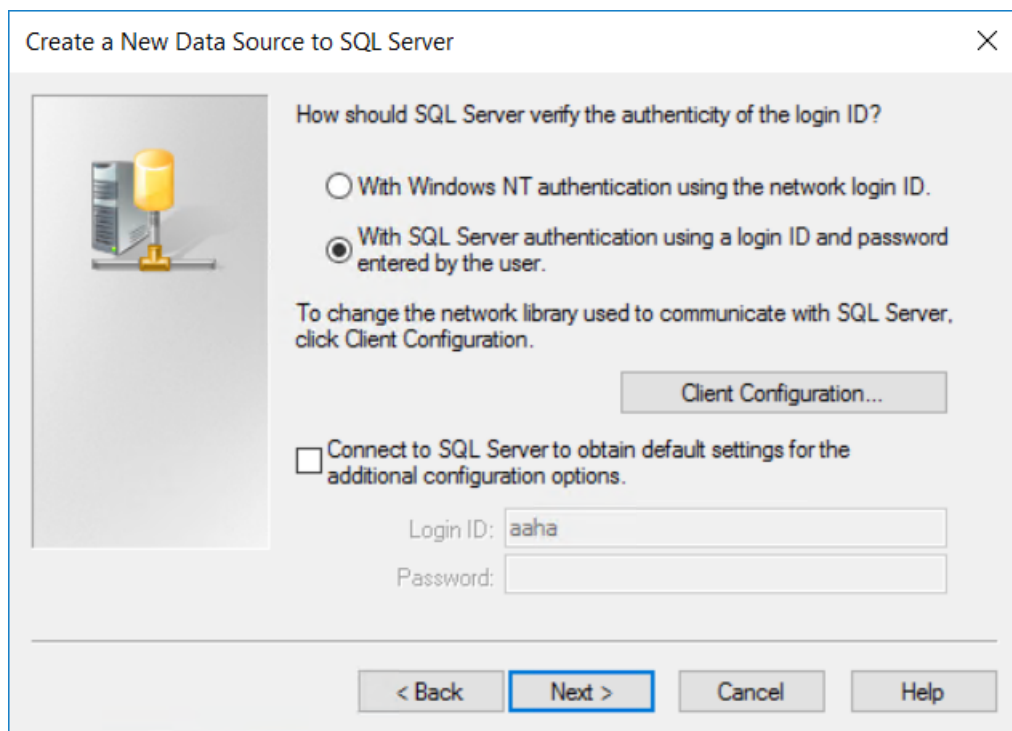 Create a New Data Source to SQL Server
How should SQL Server verify the authenticity of the login ID?
With Windows NT authentication using the network login ID.
With SQL Server authentication using a login ID and password
entered by the user.
To change the network library used to communicate with SQL Server,
click Client Configuration.
Client Configuration...
Connect to SQL Server to obtain default settings for the
additional configuration options.
Login ID: aaha
Password:
< Back Next > Cancel Help